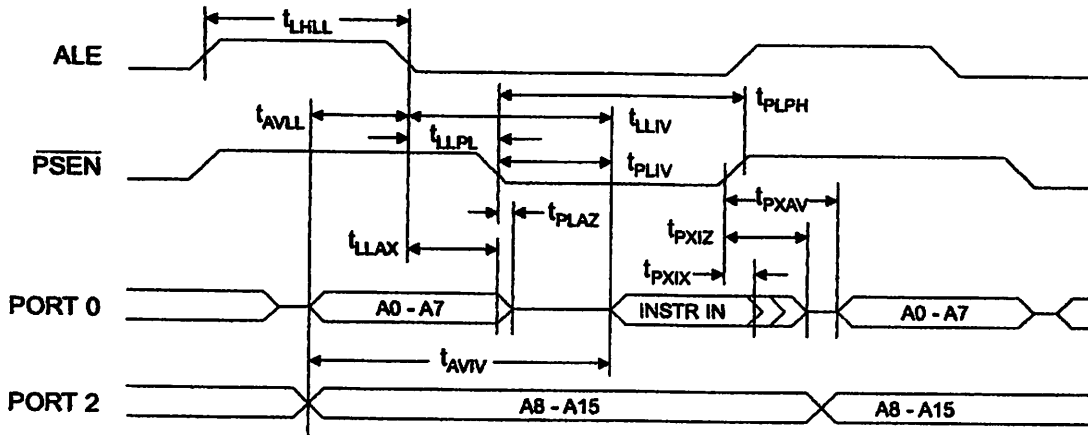 tLHLL
ALE
tPLPH
tAVLL
tLLIV
tLLPL
PSEN
tPLIV
tPXAV
tPLAZ
tLLAX
tPXIZ
tPXIX
PORT 0
A0 - A7
INSTR IN
A0 - A7
tAVIV
PORT 2
A8 - A15
A8 - A15